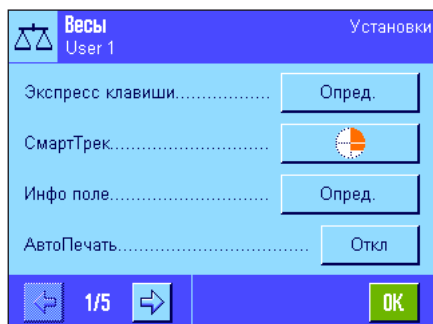 Весы
Установки
User 1
Экспресс клавиши................. Опред.
СмартТрек.............................
Инфо поле............................. Опред.
АвтоПечать.................................. Откл
1/5
OK